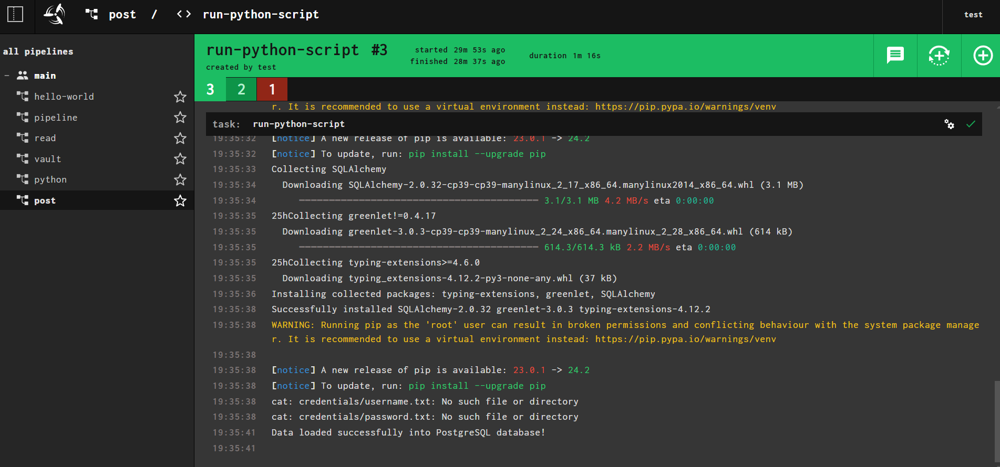 post / <> run-python-script
test
all pipelines
main
hello-world
pipeline
read
vault
python
post
run-python-script #3
created by test
started 29m 53s ago
finished 28m 37s ago
duration 1m 16s
3 2 1
r. It is recommended to use a virtual environment instead: https://pip.pypa.io/warnings/venv
task: run-python-script
19:35:32 [notice] A new release of pip is available: 23.0.1 -> 24.2
19:35:32 [notice] To update, run: pip install --upgrade pip
19:35:33 Collecting SQLAlchemy
19:35:34 Downloading SQLAlchemy-2.0.32-cp39-cp39-manylinux_2_17_x86_64.manylinux2014_x86_64.whl (3.1 MB)
19:35:34 ━━━━━━━━━━━━━━━━━━━━━━━━━━━━━━━━━━━━━━━━ 3.1/3.1 MB 4.2 MB/s eta 0:00:00
19:35:35 25hCollecting greenlet!=0.4.17
19:35:35 Downloading greenlet-3.0.3-cp39-cp39-manylinux_2_24_x86_64.manylinux_2_28_x86_64.whl (614 kB)
19:35:35 ━━━━━━━━━━━━━━━━━━━━━━━━━━━━━━━━━━━━━━━━ 614.3/614.3 kB 2.2 MB/s eta 0:00:00
19:35:35 25hCollecting typing-extensions>=4.6.0
19:35:35 Downloading typing_extensions-4.12.2-py3-none-any.whl (37 kB)
19:35:36 Installing collected packages: typing-extensions, greenlet, SQLAlchemy
19:35:38 Successfully installed SQLAlchemy-2.0.32 greenlet-3.0.3 typing-extensions-4.12.2
19:35:38 WARNING: Running pip as the 'root' user can result in broken permissions and conflicting behaviour with the system package manage
r. It is recommended to use a virtual environment instead: https://pip.pypa.io/warnings/venv
19:35:38
19:35:38 [notice] A new release of pip is available: 23.0.1 -> 24.2
19:35:38 [notice] To update, run: pip install --upgrade pip
19:35:38 cat: credentials/username.txt: No such file or directory
19:35:38 cat: credentials/password.txt: No such file or directory
19:35:41 Data loaded successfully into PostgreSQL database!
19:35:41